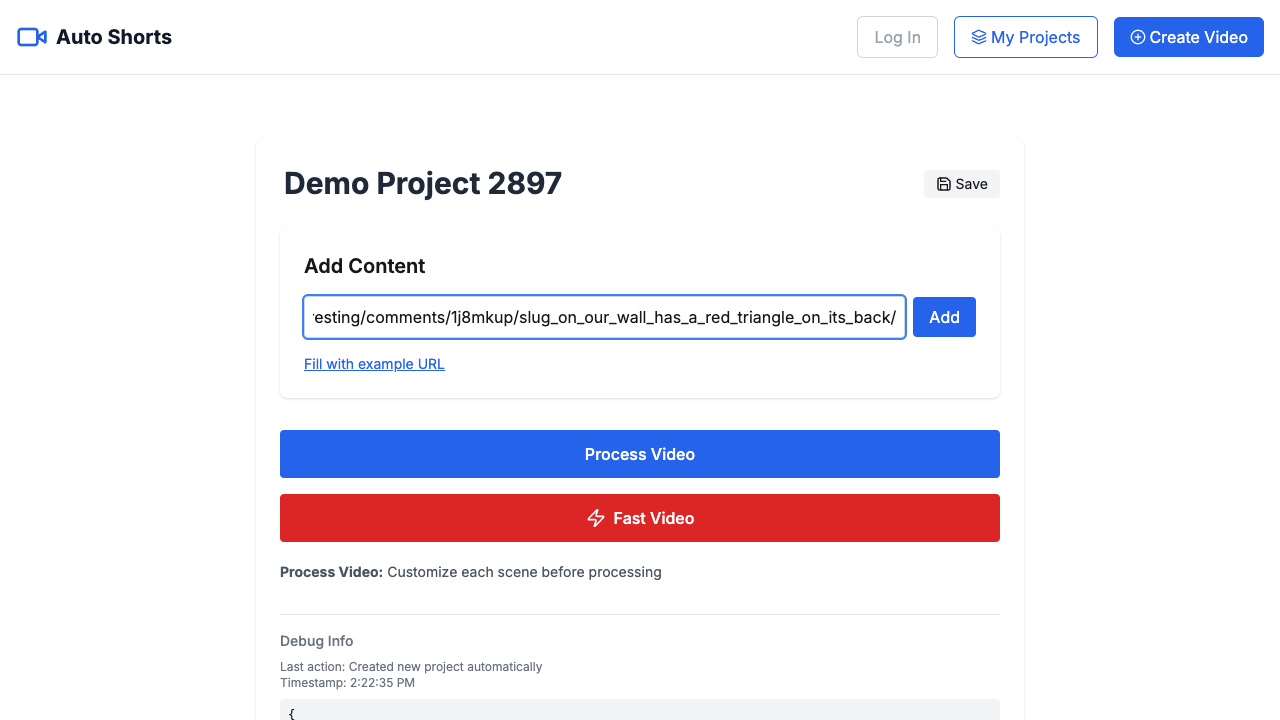 Auto Shorts
Log In
My Projects
Create Video
Demo Project 2897
Save
Add Content
resting/comments/1j8mkup/slug_on_our_wall_has_a_red_triangle_on_its_back/
Add
Fill with example URL
Process Video
Fast Video
Process Video: Customize each scene before processing
Debug Info
Last action: Created new project automatically
Timestamp: 2:22:35 PM
{